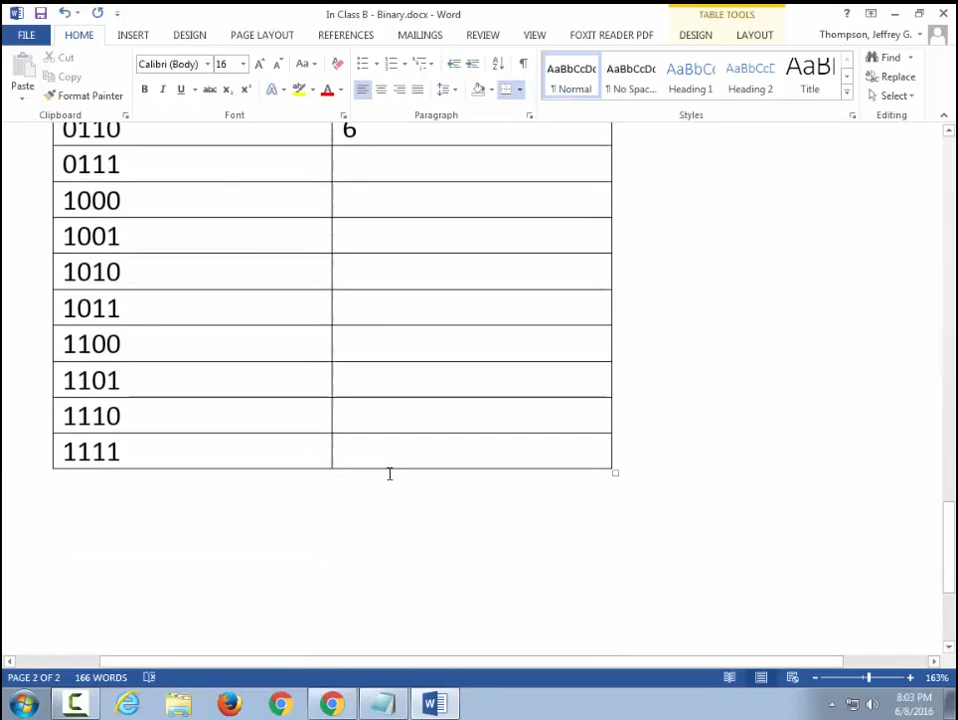 In Class B - Binary.docx - Word
TABLE TOOLS
FILE HOME INSERT DESIGN PAGE LAYOUT REFERENCES MAILINGS REVIEW VIEW FOXIT READER PDF DESIGN LAYOUT Thompson, Jeffrey G.
Paste
Cut
Copy
Format Painter
Clipboard
Calibri (Body) 16
Font
Paragraph
AaBbCcDc AaBbCcDc AaBbCc AaBbCcD AaBl
¶ Normal ¶ No Spac... Heading 1 Heading 2 Title
Styles
Find
Replace
Select
Editing
0110 6
0111
1000
1001
1010
1011
1100
1101
1110
1111
PAGE 2 OF 2 166 WORDS 163%
8:03 PM
6/8/2016